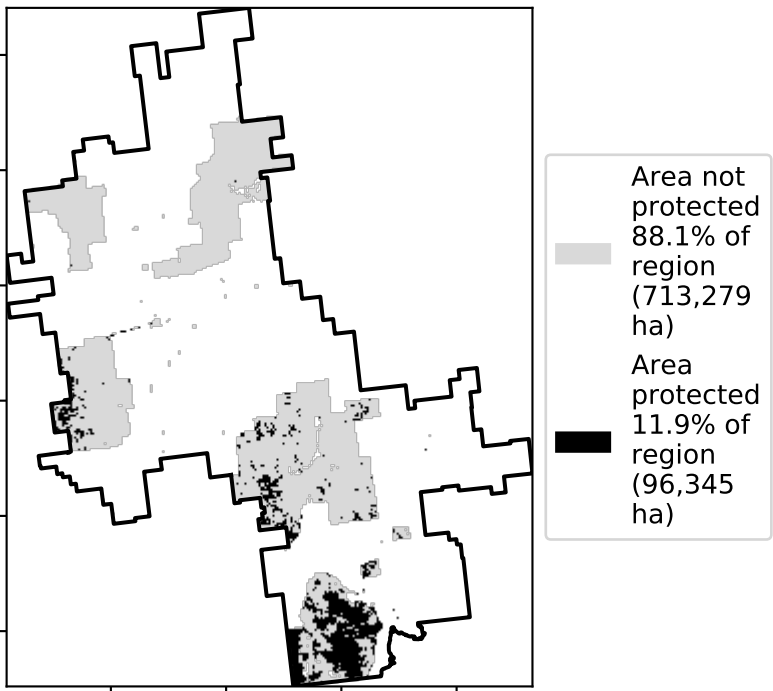 Area not
protected
88.1% of
region
(713,279
ha)
Area
protected
11.9% of
region
(96,345
ha)